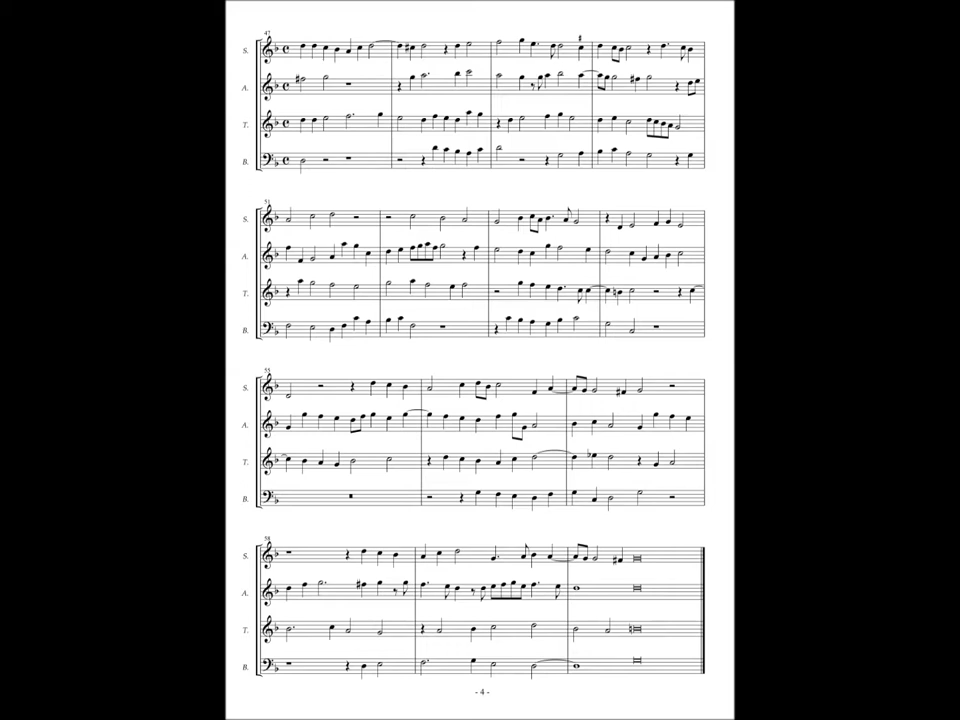 47
S.
A.
T.
B.
51
S.
A.
T.
B.
55
S.
A.
T.
B.
58
S.
A.
T.
B.
- 4 -